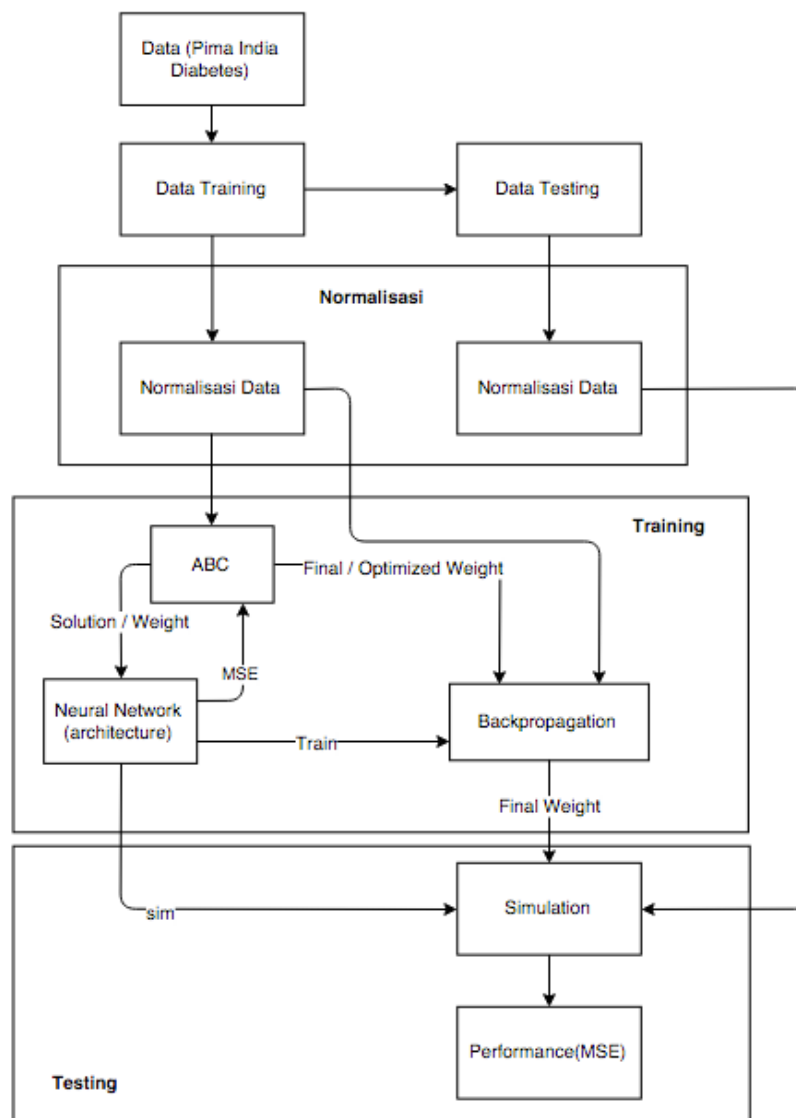 Data (Pima India
Diabetes)
Data Training
Data Testing
Normalisasi
Normalisasi Data
Normalisasi Data
Training
ABC
Final / Optimized Weight
Solution / Weight
MSE
Neural Network
(architecture)
Backpropagation
Train
Final Weight
Simulation
sim
Performance(MSE)
Testing